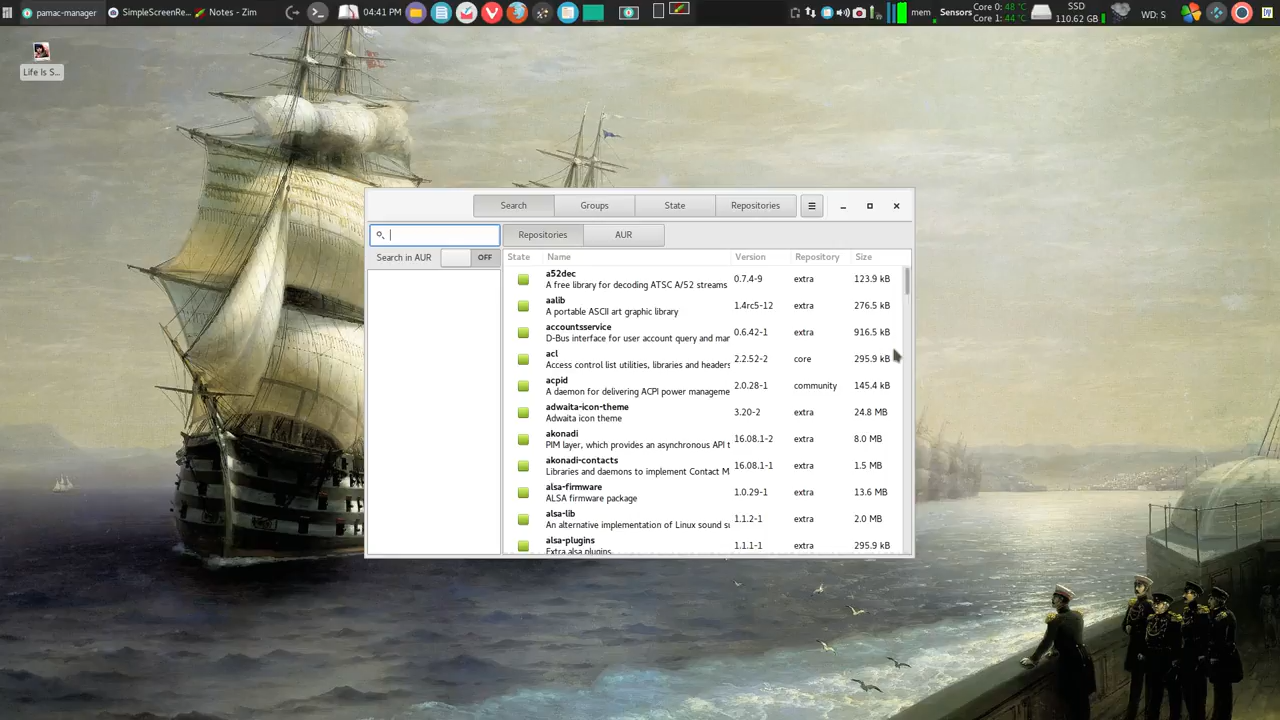 pamac-manager
SimpleScreenRe...
Notes - Zim
04:41 PM
mem
Sensors
Core 0: 48 °C
Core 1: 44 °C
SSD
110.62 GB
WD: S
Life Is S...
Search
Groups
State
Repositories
Repositories
AUR
Search in AUR
OFF
State Name Version Repository Size
a52dec
A free library for decoding ATSC A/52 streams
0.7.4-9 extra 123.9 kB
aalib
A portable ASCII art graphic library
1.4rc5-12 extra 276.5 kB
accountsservice
D-Bus interface for user account query and mar
0.6.42-1 extra 916.5 kB
acl
Access control list utilities, libraries and headers
2.2.52-2 core 295.9 kB
acpid
A daemon for delivering ACPI power manageme
2.0.28-1 community 145.4 kB
adwaita-icon-theme
Adwaita icon theme
3.20-2 extra 24.8 MB
akonadi
PIM layer, which provides an asynchronous API t
16.08.1-2 extra 8.0 MB
akonadi-contacts
Libraries and daemons to implement Contact M
16.08.1-1 extra 1.5 MB
alsa-firmware
ALSA firmware package
1.0.29-1 extra 13.6 MB
alsa-lib
An alternative implementation of Linux sound su
1.1.2-1 extra 2.0 MB
alsa-plugins
Extra alsa plugins
1.1.1-1 extra 295.9 kB